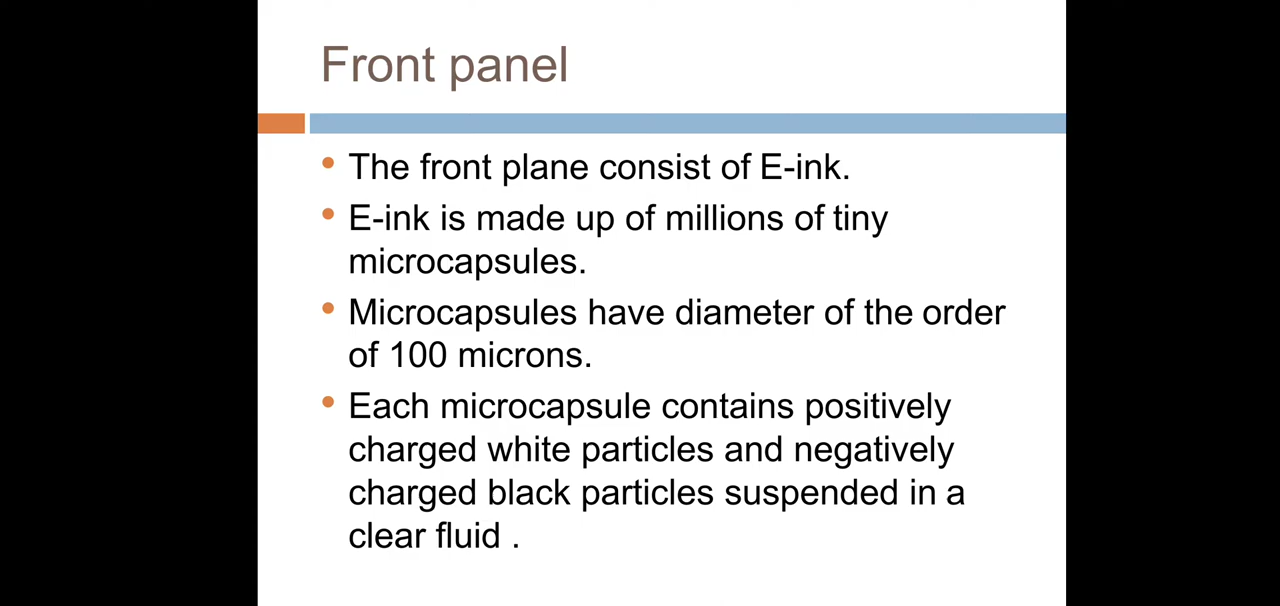 Front panel
The front plane consist of E-ink.
E-ink is made up of millions of tiny
microcapsules.
Microcapsules have diameter of the order
of 100 microns.
Each microcapsule contains positively
charged white particles and negatively
charged black particles suspended in a
clear fluid .